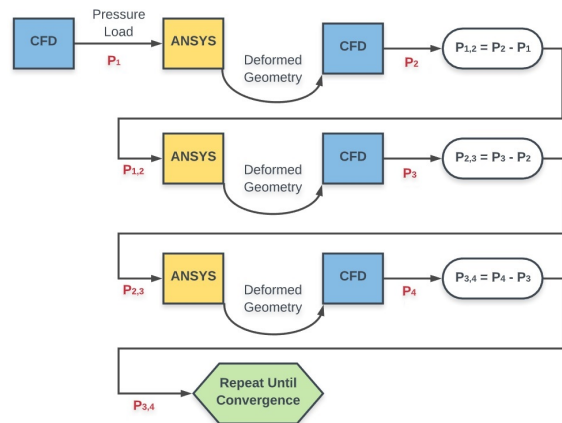 Pressure
Load
CFD
P1
ANSYS
Deformed
Geometry
CFD
P2
P1,2 = P2 - P1
P1,2
ANSYS
Deformed
Geometry
CFD
P3
P2,3 = P3 - P2
P2,3
ANSYS
Deformed
Geometry
CFD
P4
P3,4 = P4 - P3
P3,4
Repeat Until
Convergence